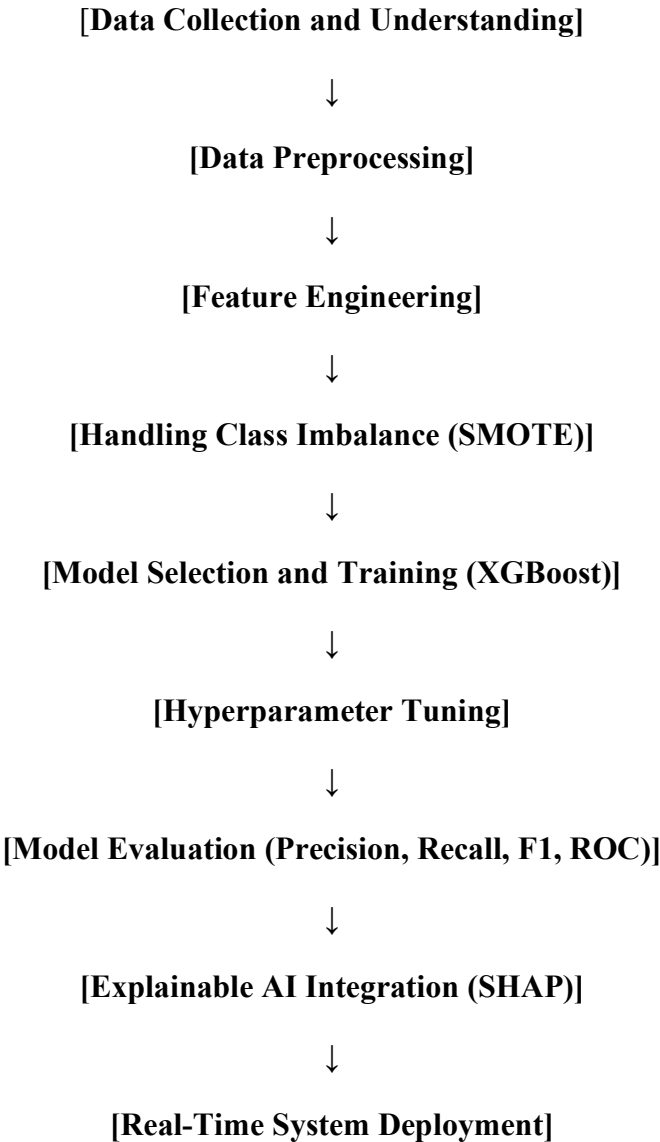 [Data Collection and Understanding]
↓
[Data Preprocessing]
↓
[Feature Engineering]
↓
[Handling Class Imbalance (SMOTE)]
↓
[Model Selection and Training (XGBoost)]
↓
[Hyperparameter Tuning]
↓
[Model Evaluation (Precision, Recall, F1, ROC)]
↓
[Explainable AI Integration (SHAP)]
↓
[Real-Time System Deployment]